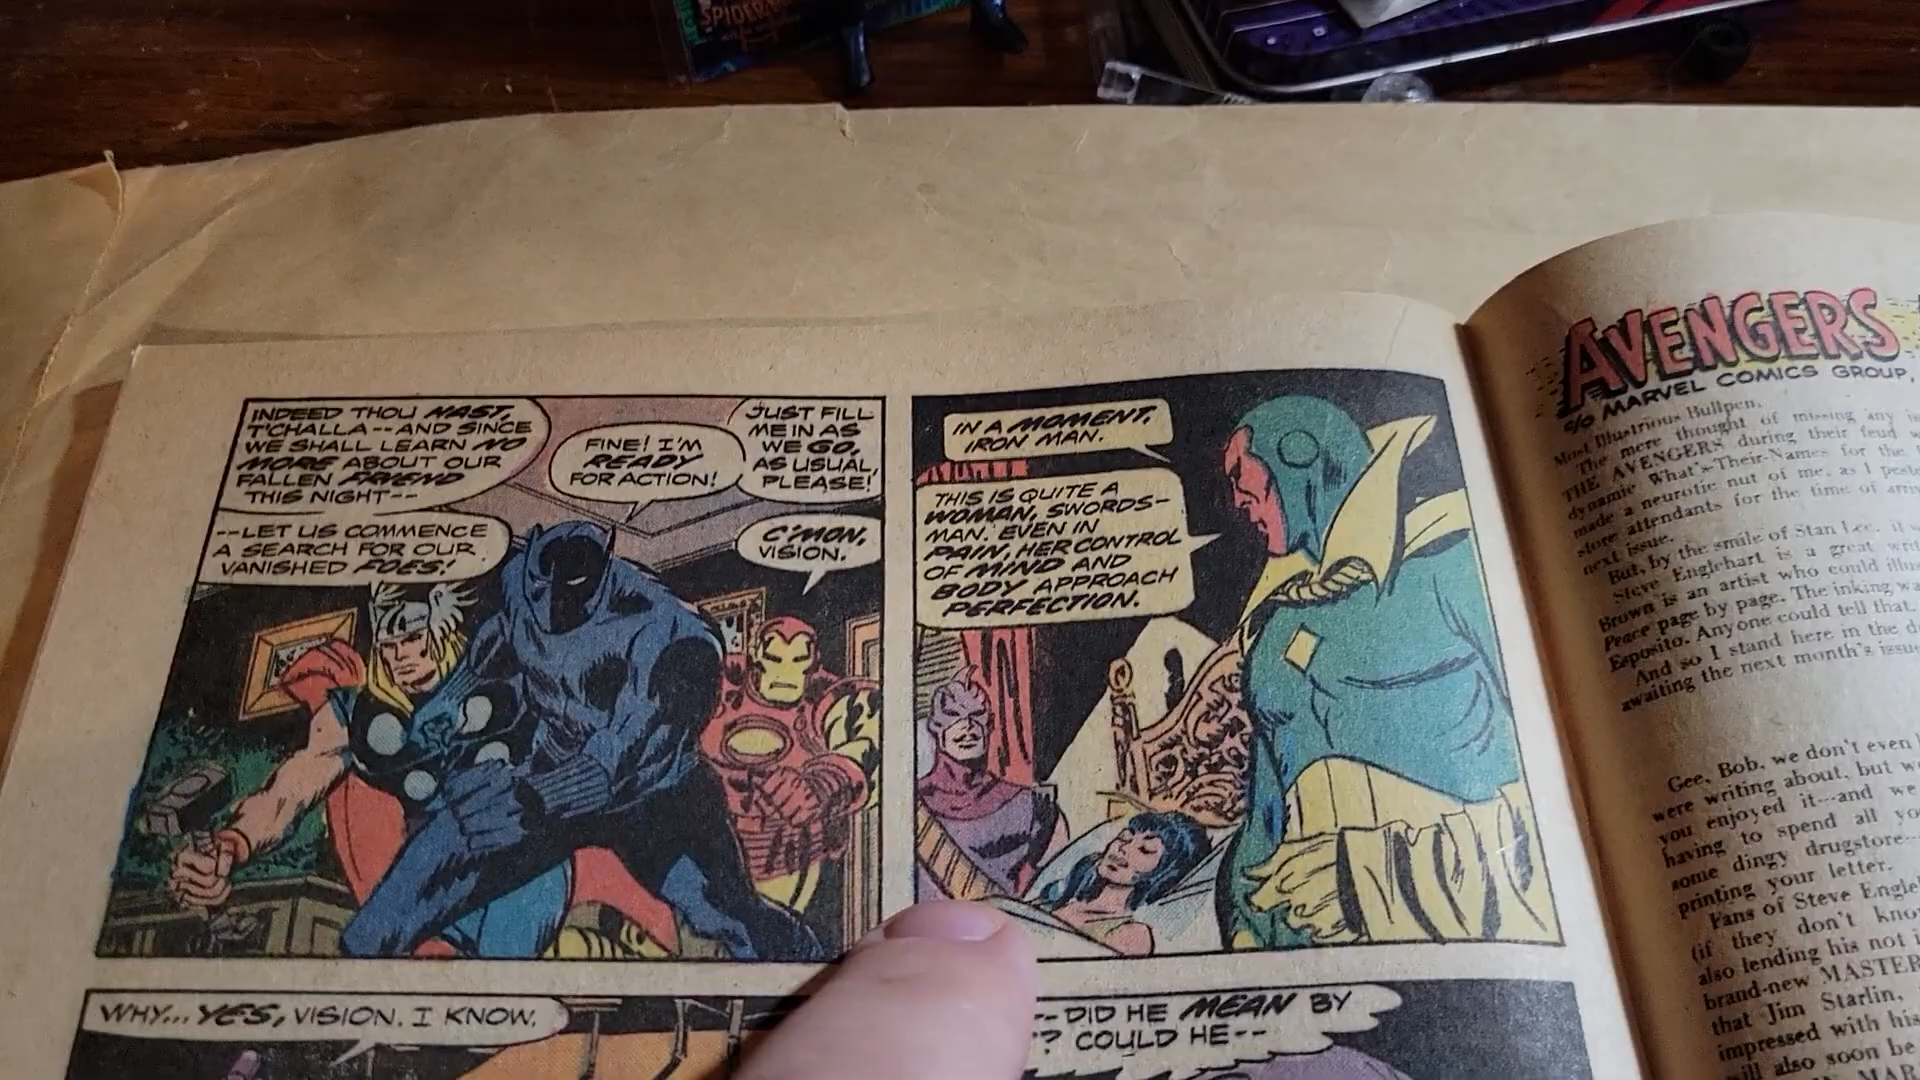 SPIDER-
INDEED THOU MAST,
T'CHALLA--AND SINCE
WE SHALL LEARN NO
MORE ABOUT OUR
FALLEN FRIEND
THIS NIGHT--
--LET US COMMENCE
A SEARCH FOR OUR
VANISHED FOES!
FINE! I'M
READY
FOR ACTION!
JUST FILL
ME IN AS
WE GO,
AS USUAL,
PLEASE!
C'MON,
VISION.
IN A MOMENT,
IRON MAN.
THIS IS QUITE A
WOMAN, SWORDS-
MAN. EVEN IN
PAIN, HER CONTROL
OF MIND AND
BODY APPROACH
PERFECTION.
WHY... YES, VISION. I KNOW.
--DID HE MEAN BY
? COULD HE--
AVENGERS
c/o MARVEL COMICS GROUP,
Most Illustrious Bullpen,
The mere thought of missing any
THE AVENGERS during their feud
dynamic What's-Their-Names for the
made a neurotic nut of me, as I
store attendants for the time of
next issue.
But, by the smile of Stan Lee, it
Steve Englehart is a great
Brown is an artist who could
Peace page by page. The inking
Esposito. Anyone could tell that.
And so I stand here in the
awaiting the next month's
Gee, Bob, we don't even
were writing about, but
you enjoyed it---and we
having to spend all
some dingy drugstore---
printing your letter.
Fans of Steve
(if they don't
also lending his not
brand-new MASTER
that Jim Starlin,
impressed with his
will also soon be